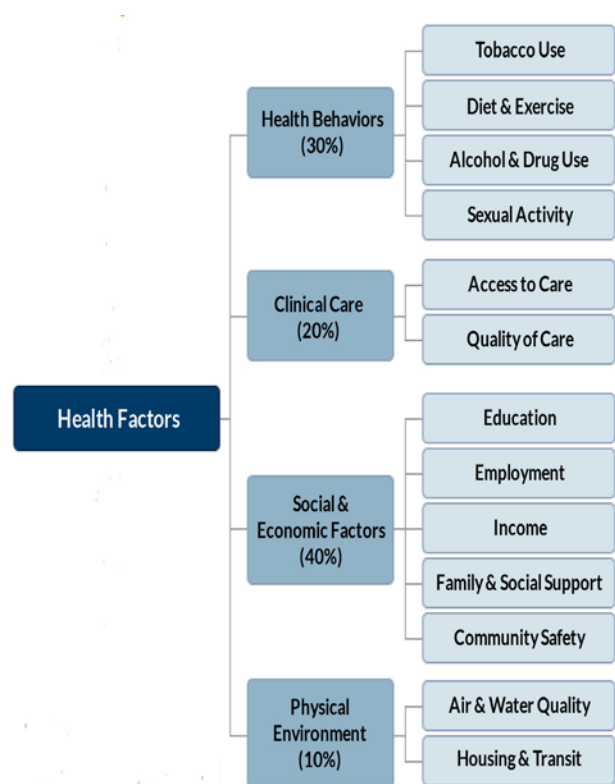 Health Factors
Health Behaviors
(30%)
Tobacco Use
Diet & Exercise
Alcohol & Drug Use
Sexual Activity
Clinical Care
(20%)
Access to Care
Quality of Care
Social &
Economic Factors
(40%)
Education
Employment
Income
Family & Social Support
Community Safety
Physical
Environment
(10%)
Air & Water Quality
Housing & Transit